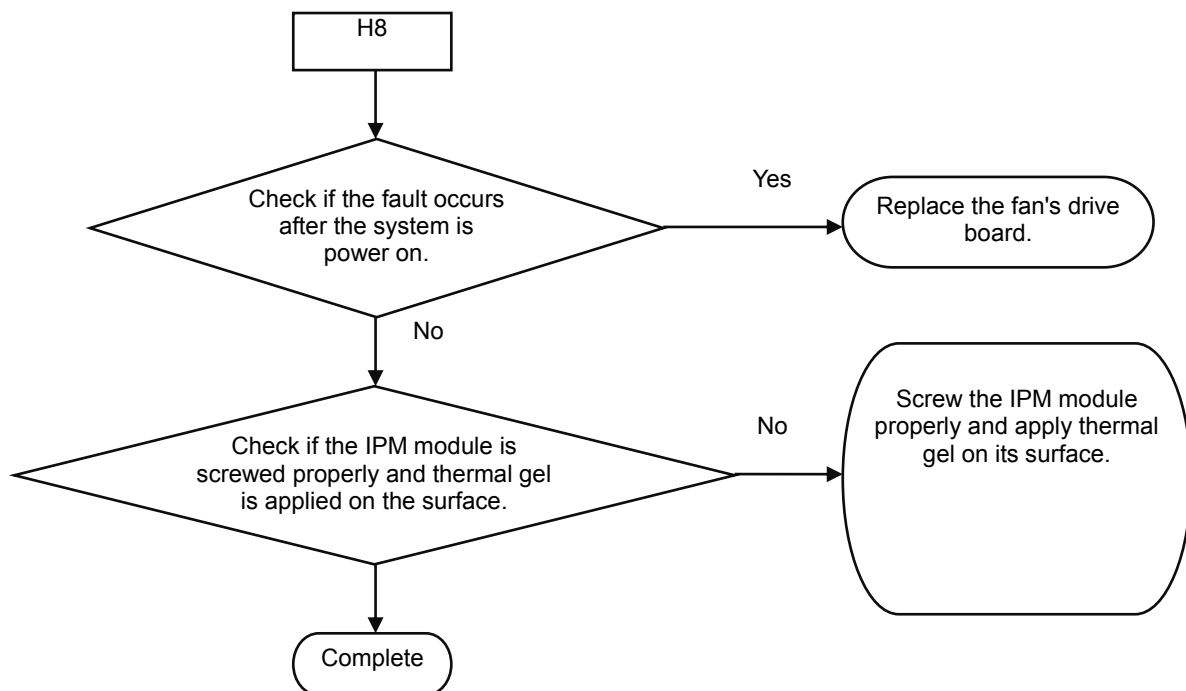 H8
Check if the fault occurs
after the system is
power on.
Yes
Replace the fan's drive
board.
No
Check if the IPM module is
screwed properly and thermal gel
is applied on the surface.
No
Screw the IPM module
properly and apply thermal
gel on its surface.
Complete